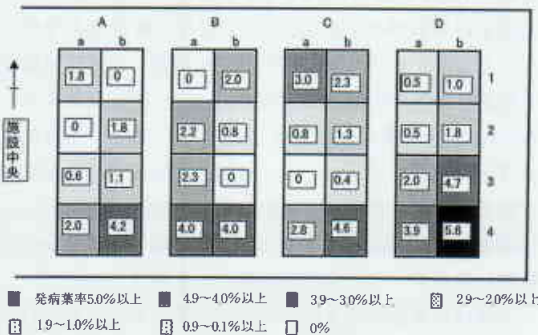 A B C D
a b a b a b a b
1.8 0 0 2.0 3.0 2.3 0.5 1.0 1
0 1.8 2.2 0.8 0.8 1.3 0.5 1.8 2
施設中央
0.6 1.1 2.3 0 0 0.4 2.0 4.7 3
2.0 4.2 4.0 4.0 2.8 4.6 3.9 5.6 4
発病葉率5.0%以上 4.9~4.0%以上 3.9~3.0%以上 2.9~2.0%以上
1.9~1.0%以上 0.9~0.1%以上 0%